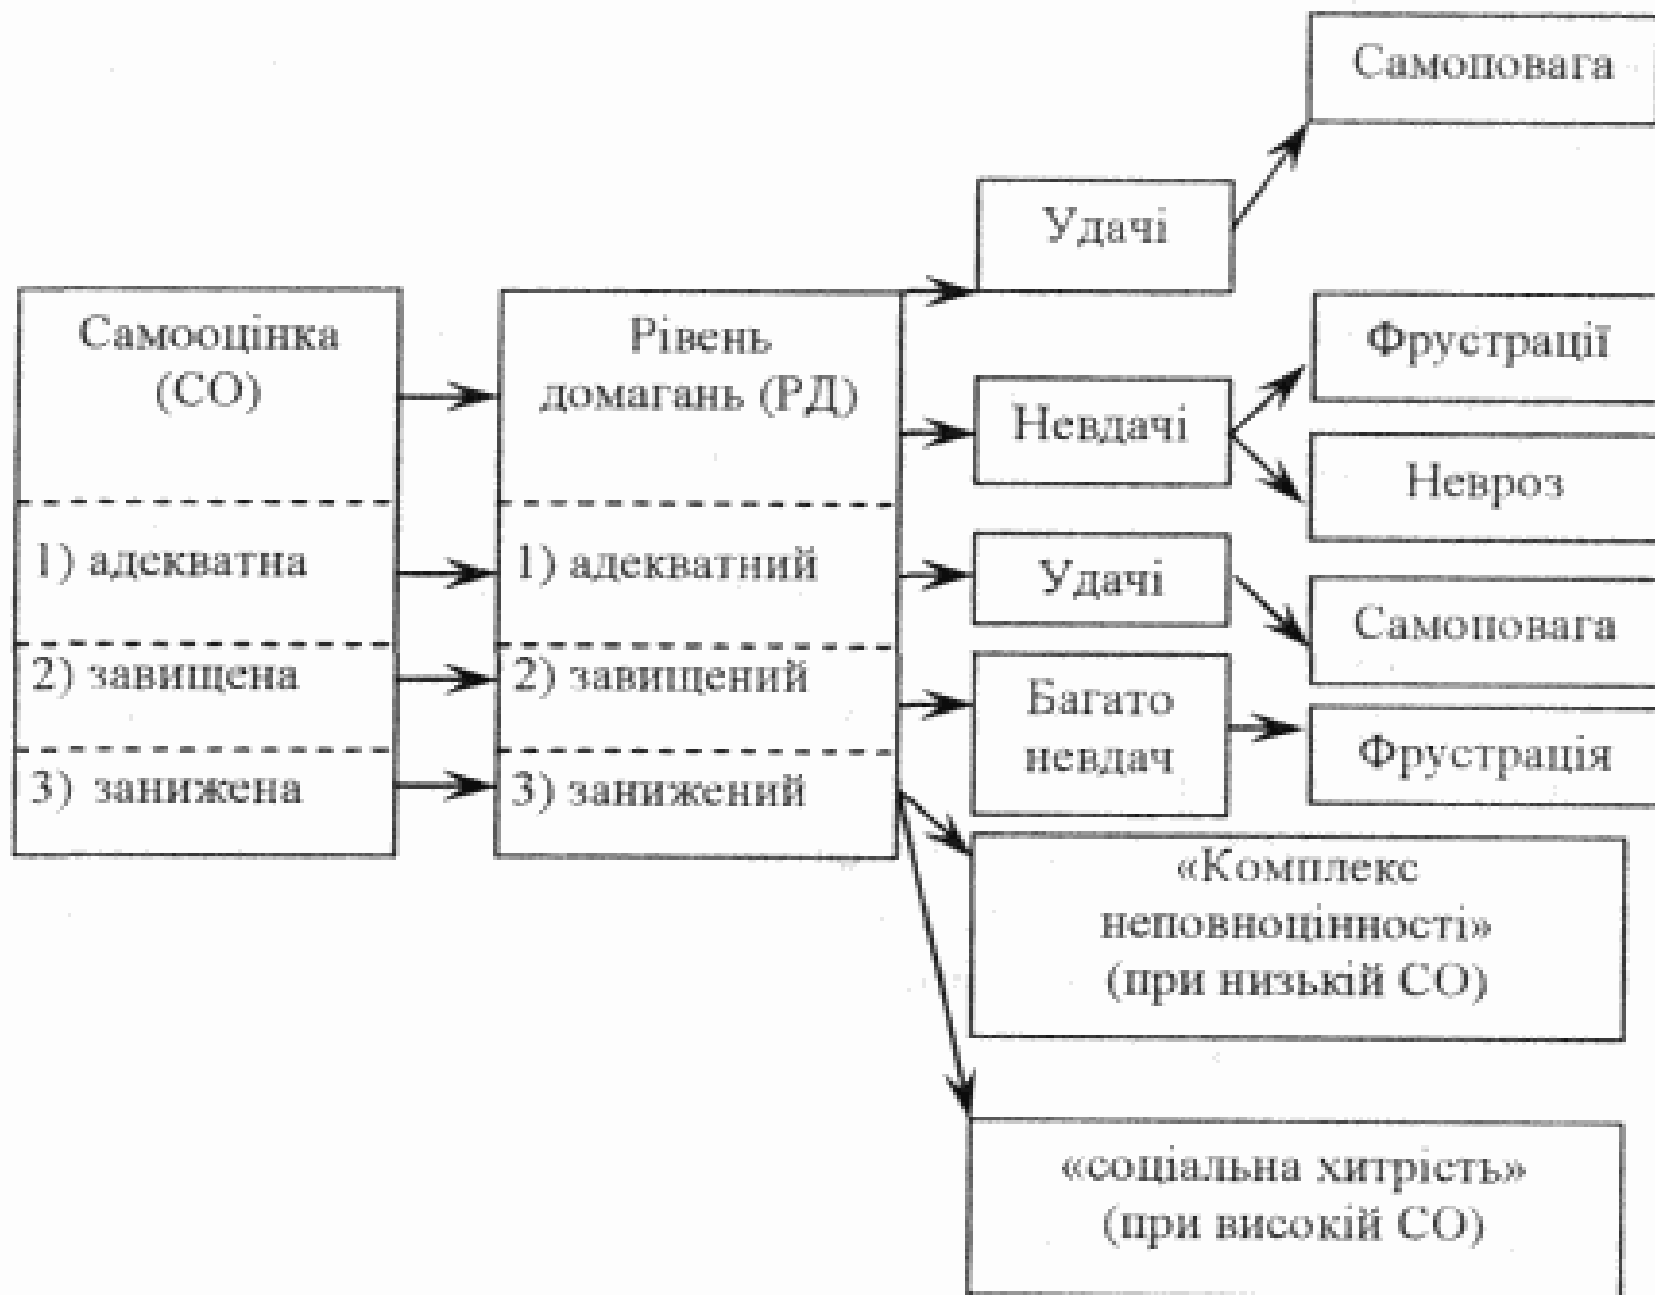 Самоповага
Удачі
Самооцінка
(СО)
Рівень
домагань (РД)
Фрустрації
Невдачі
Невроз
1) адекватна
1) адекватний
Удачі
Самоповага
2) завищена
2) завищений
Багато
невдач
Фрустрація
3) занижена
3) занижений
«Комплекс
неповноцінності»
(при низькій СО)
«соціальна хитрість»
(при високій СО)